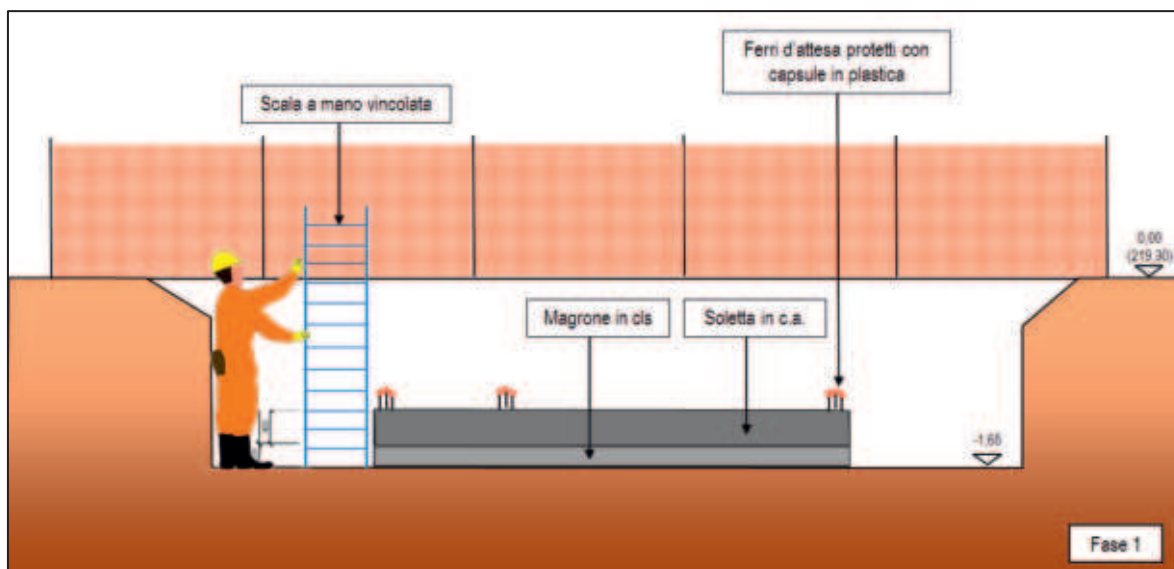 Ferri d'attesa protetti con
capsule in plastica
Scala a mano vincolata
0,00
(219.30)
Magrone in cls
Soletta in c.a.
-1,65
Fase 1